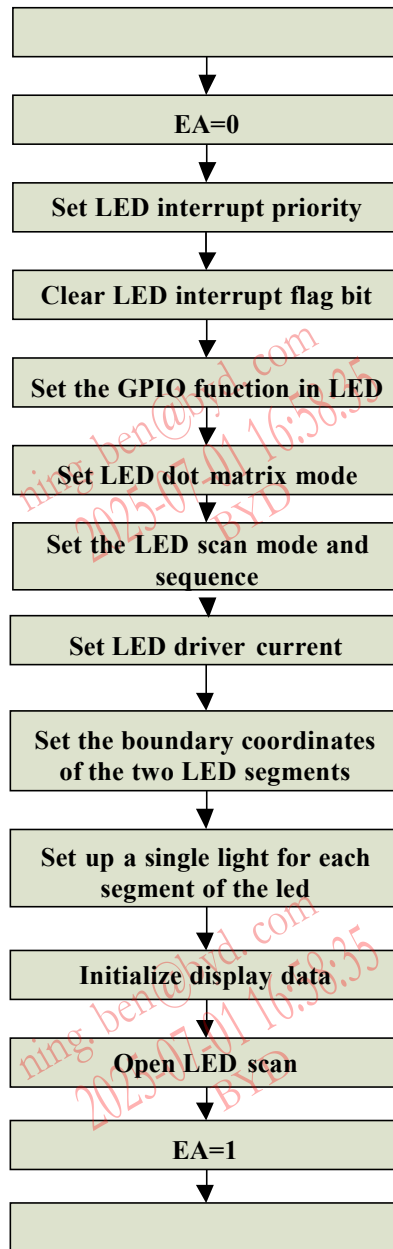 EA=0
Set LED interrupt priority
Clear LED interrupt flag bit
Set the GPIO function in LED
Set LED dot matrix mode
Set the LED scan mode and
sequence
Set LED driver current
Set the boundary coordinates
of the two LED segments
Set up a single light for each
segment of the led
Initialize display data
Open LED scan
EA=1
ning.ben@byd.com
2025-07-01 16:58:35
BYD
ning.ben@byd.com
2025-07-01 16:58:35
BYD